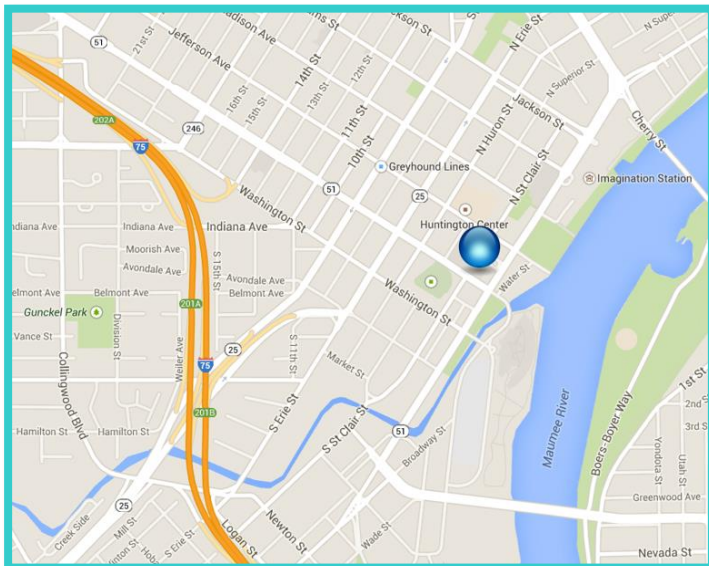 Madison Ave
Jackson St
N Erie St
N Su
51
21st St
Jefferson Ave
14th St
12th St
N Superior St
16th St
13th St
15th St
Jackson St
202A
246
11th St
N Huron St
Cherry St
75
10th St
Greyhound Lines
N St Clair St
Imagination Station
Washington St
51
25
Indiana Ave
Indiana Ave
Indiana Ave
Huntington Center
Moorish Ave
S 15th St
Avondale Ave
Avondale Ave
Water St
elmont Ave
Belmont Ave
Belmont Ave
201A
Washington St
Gunckel Park
Vance St
Division St
Weiler Ave
25
S 11th St
Market St
75
1st St
Collingwood Blvd
2nd S
201B
S Erie St
3rd S
Hamilton St
Hamilton St
S St Clair St
51
Broadway St
Maumee River
Boers-Boyer Way
Yondota St
Utah St
25
Greenwood Ave
Creek Side
Mill St
Newton St
Logan St
Wade St
S Erie St
Nevada St